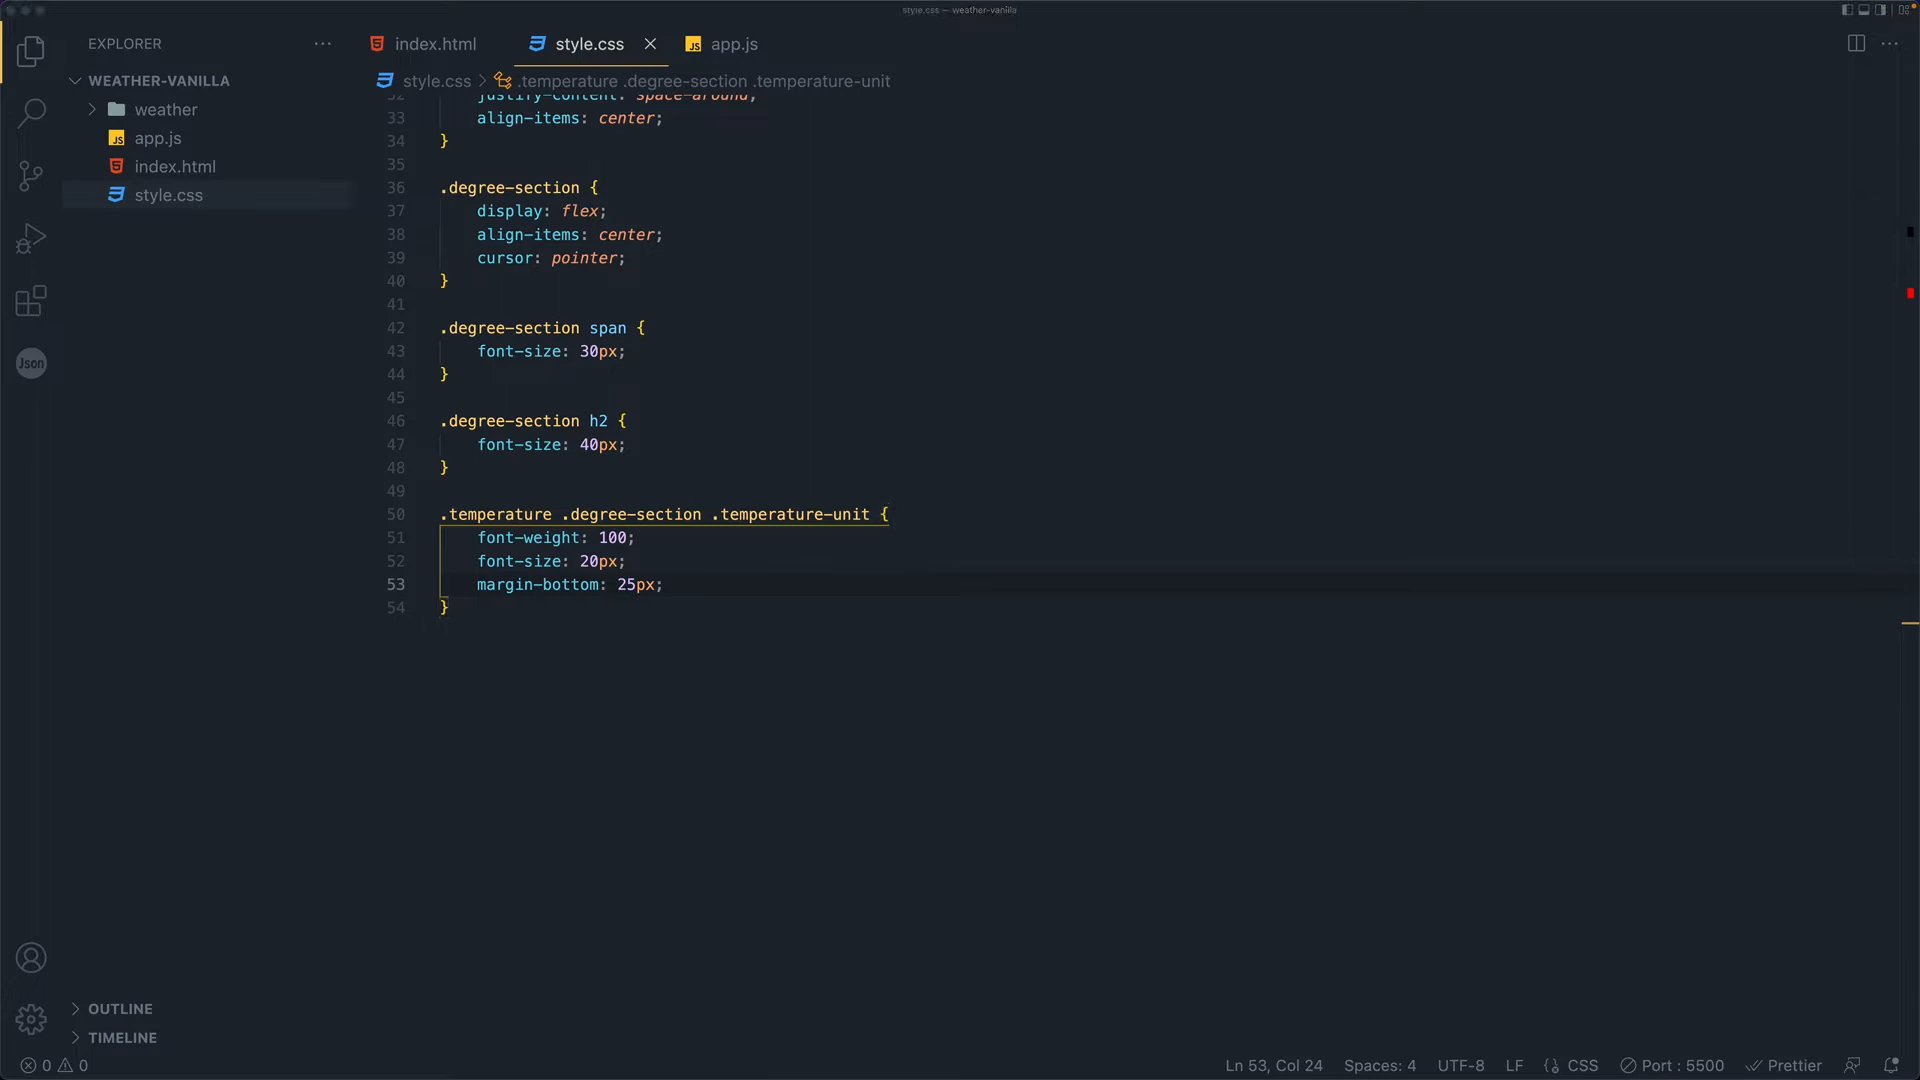 style.css — weather-vanilla
EXPLORER
index.html
style.css
app.js
WEATHER-VANILLA
weather
app.js
index.html
style.css
style.css > .temperature .degree-section .temperature-unit
32 justify-content: space-around;
33 align-items: center;
34 }
35
36 .degree-section {
37 display: flex;
38 align-items: center;
39 cursor: pointer;
40 }
41
42 .degree-section span {
43 font-size: 30px;
44 }
45
46 .degree-section h2 {
47 font-size: 40px;
48 }
49
50 .temperature .degree-section .temperature-unit {
51 font-weight: 100;
52 font-size: 20px;
53 margin-bottom: 25px;
54 }
Json
OUTLINE
TIMELINE
0 0
Ln 53, Col 24 Spaces: 4 UTF-8 LF CSS Port : 5500 Prettier